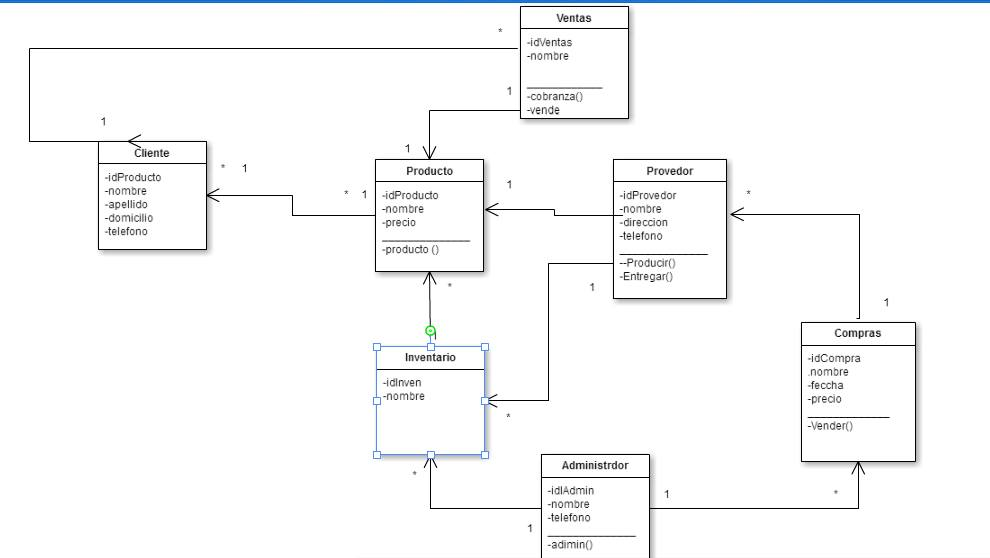 Ventas
-idVentas
-nombre
-cobranza()
-vende
*
1
1
Cliente
-idProducto
-nombre
-apellido
-domicilio
-telefono
* 1
1
Producto
-idProducto
-nombre
-precio
-producto ()
* 1
1
Provedor
-idProvedor
-nombre
-direccion
-telefono
--Producir()
-Entregar()
*
1
*
1
Compras
-idCompra
.nombre
-feccha
-precio
-Vender()
Inventario
-idInven
-nombre
*
*
Administrdor
-idlAdmin
-nombre
-telefono
-adimin()
1
1
*